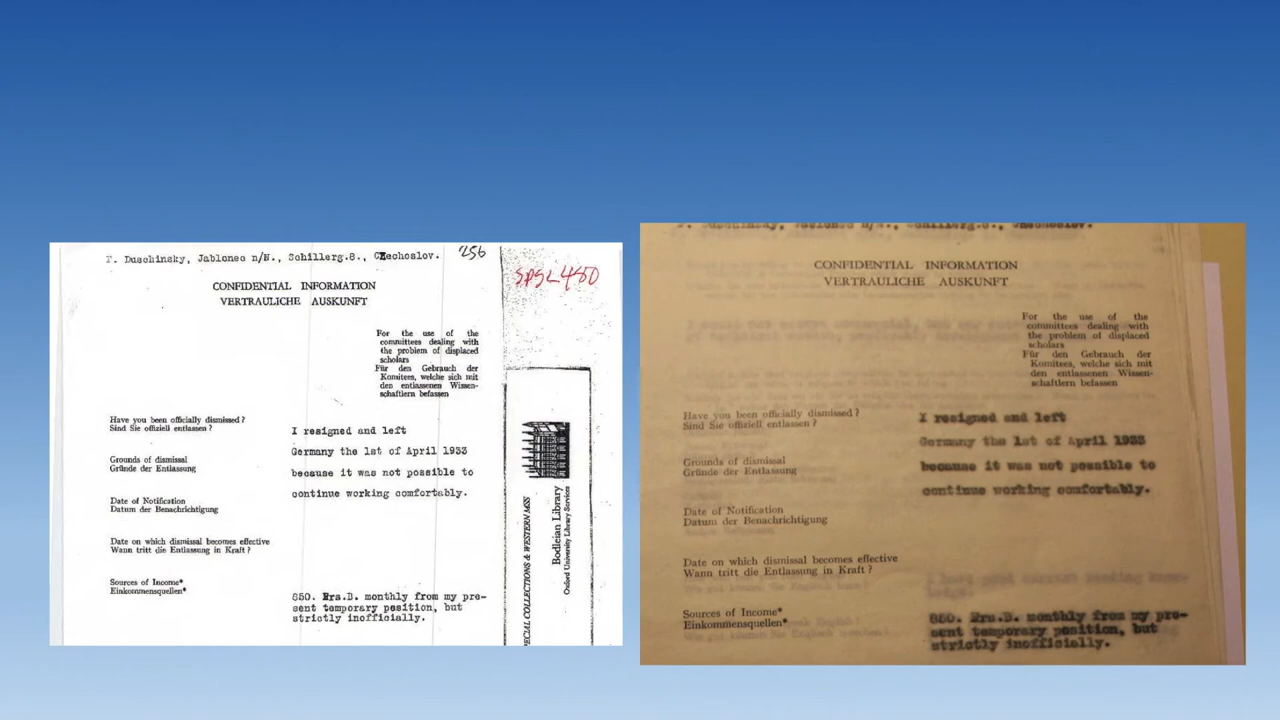 F. Duschinsky, Jablonec n/N., Schillerg.8., Czechoslov.
256
SPSL 480
CONFIDENTIAL INFORMATION
VERTRAULICHE AUSKUNFT
For the use of the
committees dealing with
the problem of displaced
scholars
Für den Gebrauch der
Komitees, welche sich mit
den entlassenen Wissen-
schaftlern befassen
Have you been officially dismissed?
Sind Sie offiziell entlassen?
I resigned and left
Germany the 1st of April 1933
because it was not possible to
continue working comfortably.
Grounds of dismissal
Gründe der Entlassung
Date of Notification
Datum der Benachrichtigung
Date on which dismissal becomes effective
Wann tritt die Entlassung in Kraft?
Sources of Income*
Einkommensquellen*
850. Frs.B. monthly from my pre-
sent temporary position, but
strictly inofficially.
ECIAL COLLECTIONS & WESTERN MSS
Bodleian Library
Oxford University Library Services
F. Duschinsky, Jablonec n/N., Schillerg.8., Czechoslov.
CONFIDENTIAL INFORMATION
VERTRAULICHE AUSKUNFT
For the use of the
committees dealing with
the problem of displaced
scholars
Für den Gebrauch der
Komitees, welche sich mit
den entlassenen Wissen-
schaftlern befassen
Have you been officially dismissed?
Sind Sie offiziell entlassen?
I resigned and left
Germany the 1st of April 1933
because it was not possible to
continue working comfortably.
Grounds of dismissal
Gründe der Entlassung
Date of Notification
Datum der Benachrichtigung
Date on which dismissal becomes effective
Wann tritt die Entlassung in Kraft?
Sources of Income*
Einkommensquellen*
850. Frs.B. monthly from my pre-
sent temporary position, but
strictly inofficially.